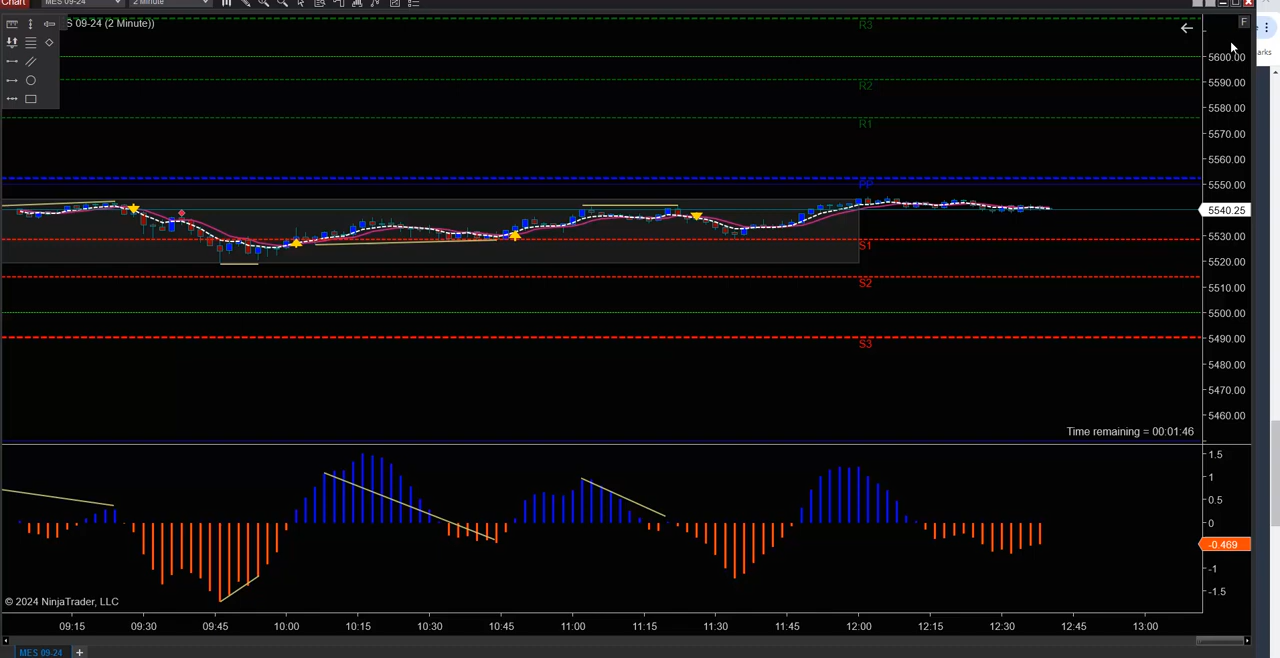 Chart
MES 09-24
2 Minute
S 09-24 (2 Minute))
F
arks
R3
5600.00
R2
5590.00
5580.00
R1
5570.00
5560.00
PP
5550.00
5540.25
5530.00
S1
5520.00
S2
5510.00
5500.00
S3
5490.00
5480.00
5470.00
5460.00
Time remaining = 00:01:46
1.5
1
0.5
0
-0.469
-1
-1.5
© 2024 NinjaTrader, LLC
09:15 09:30 09:45 10:00 10:15 10:30 10:45 11:00 11:15 11:30 11:45 12:00 12:15 12:30 12:45 13:00
MES 09-24 +